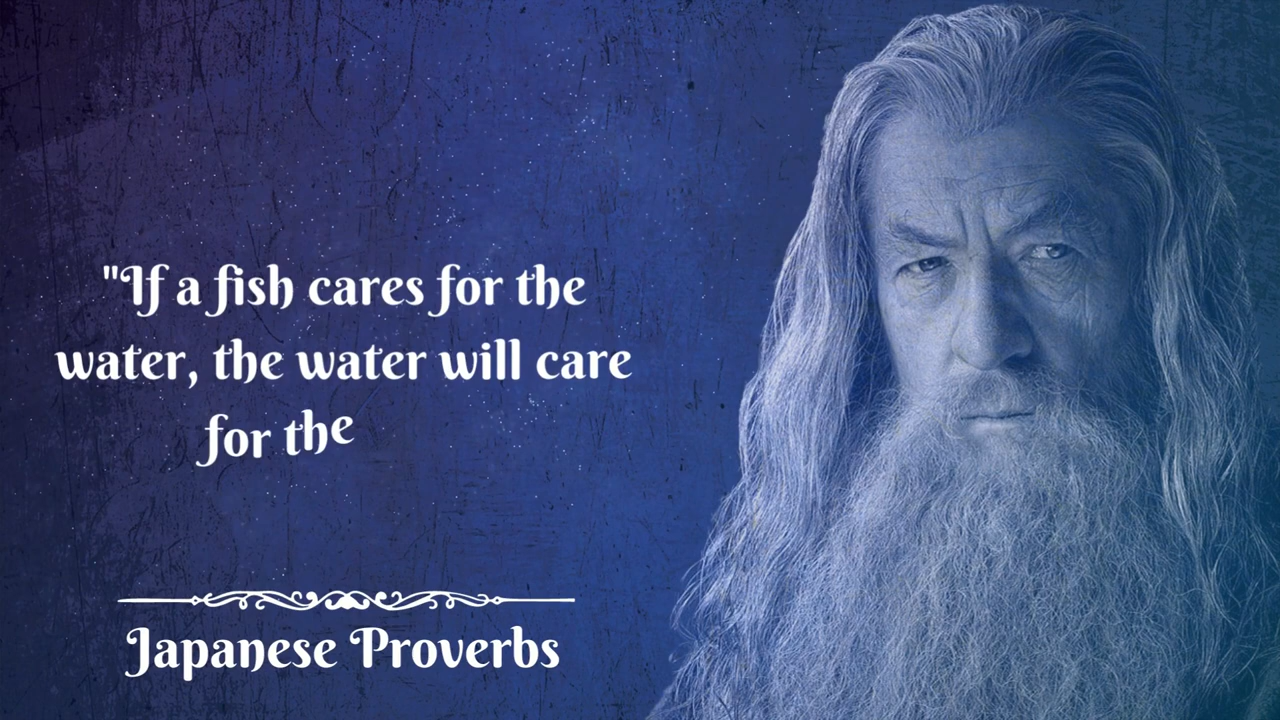 "If a fish cares for the
water, the water will care
for the
Japanese Proverbs